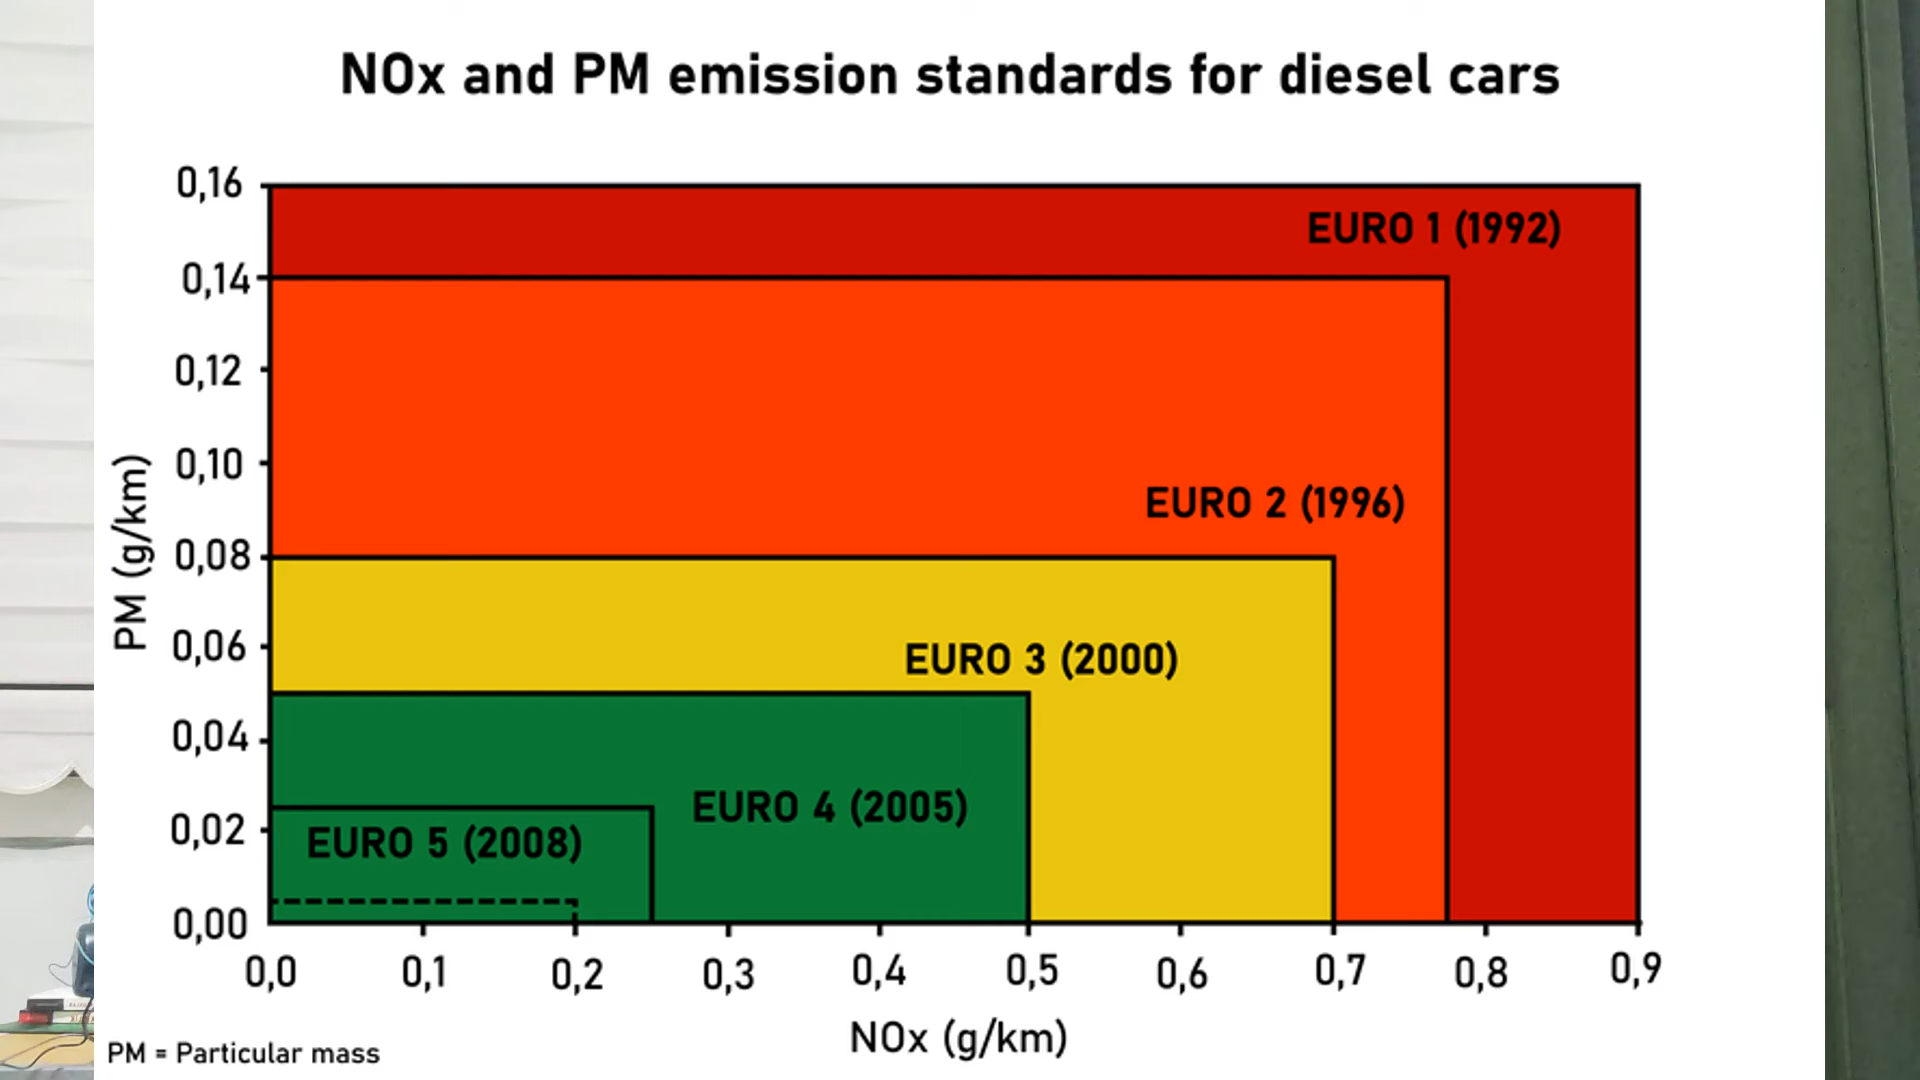 NOx and PM emission standards for diesel cars
0,16
EURO 1 (1992)
0,14
0,12
0,10
EURO 2 (1996)
0,08
PM (g/km)
0,06
EURO 3 (2000)
0,04
EURO 4 (2005)
0,02
EURO 5 (2008)
0,00
0,0 0,1 0,2 0,3 0,4 0,5 0,6 0,7 0,8 0,9
NOx (g/km)
PM = Particular mass